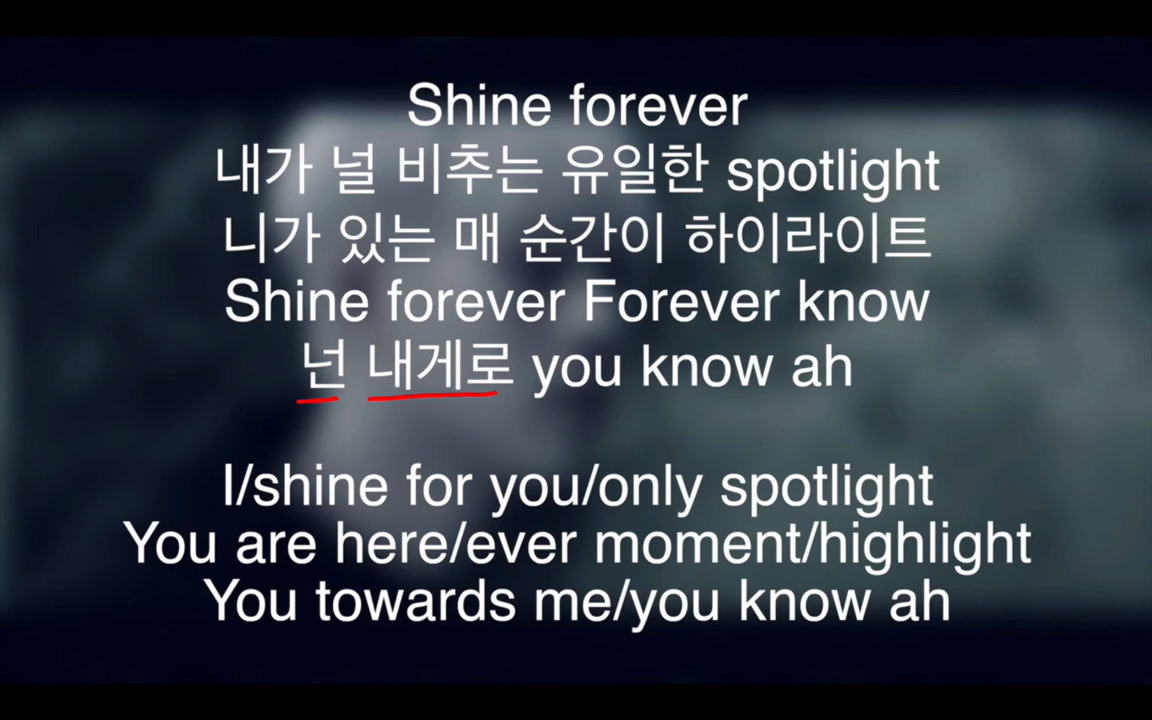 Shine forever
내가 널 비추는 유일한 spotlight
니가 있는 매 순간이 하이라이트
Shine forever Forever know
넌 내게로 you know ah
I/shine for you/only spotlight
You are here/ever moment/highlight
You towards me/you know ah